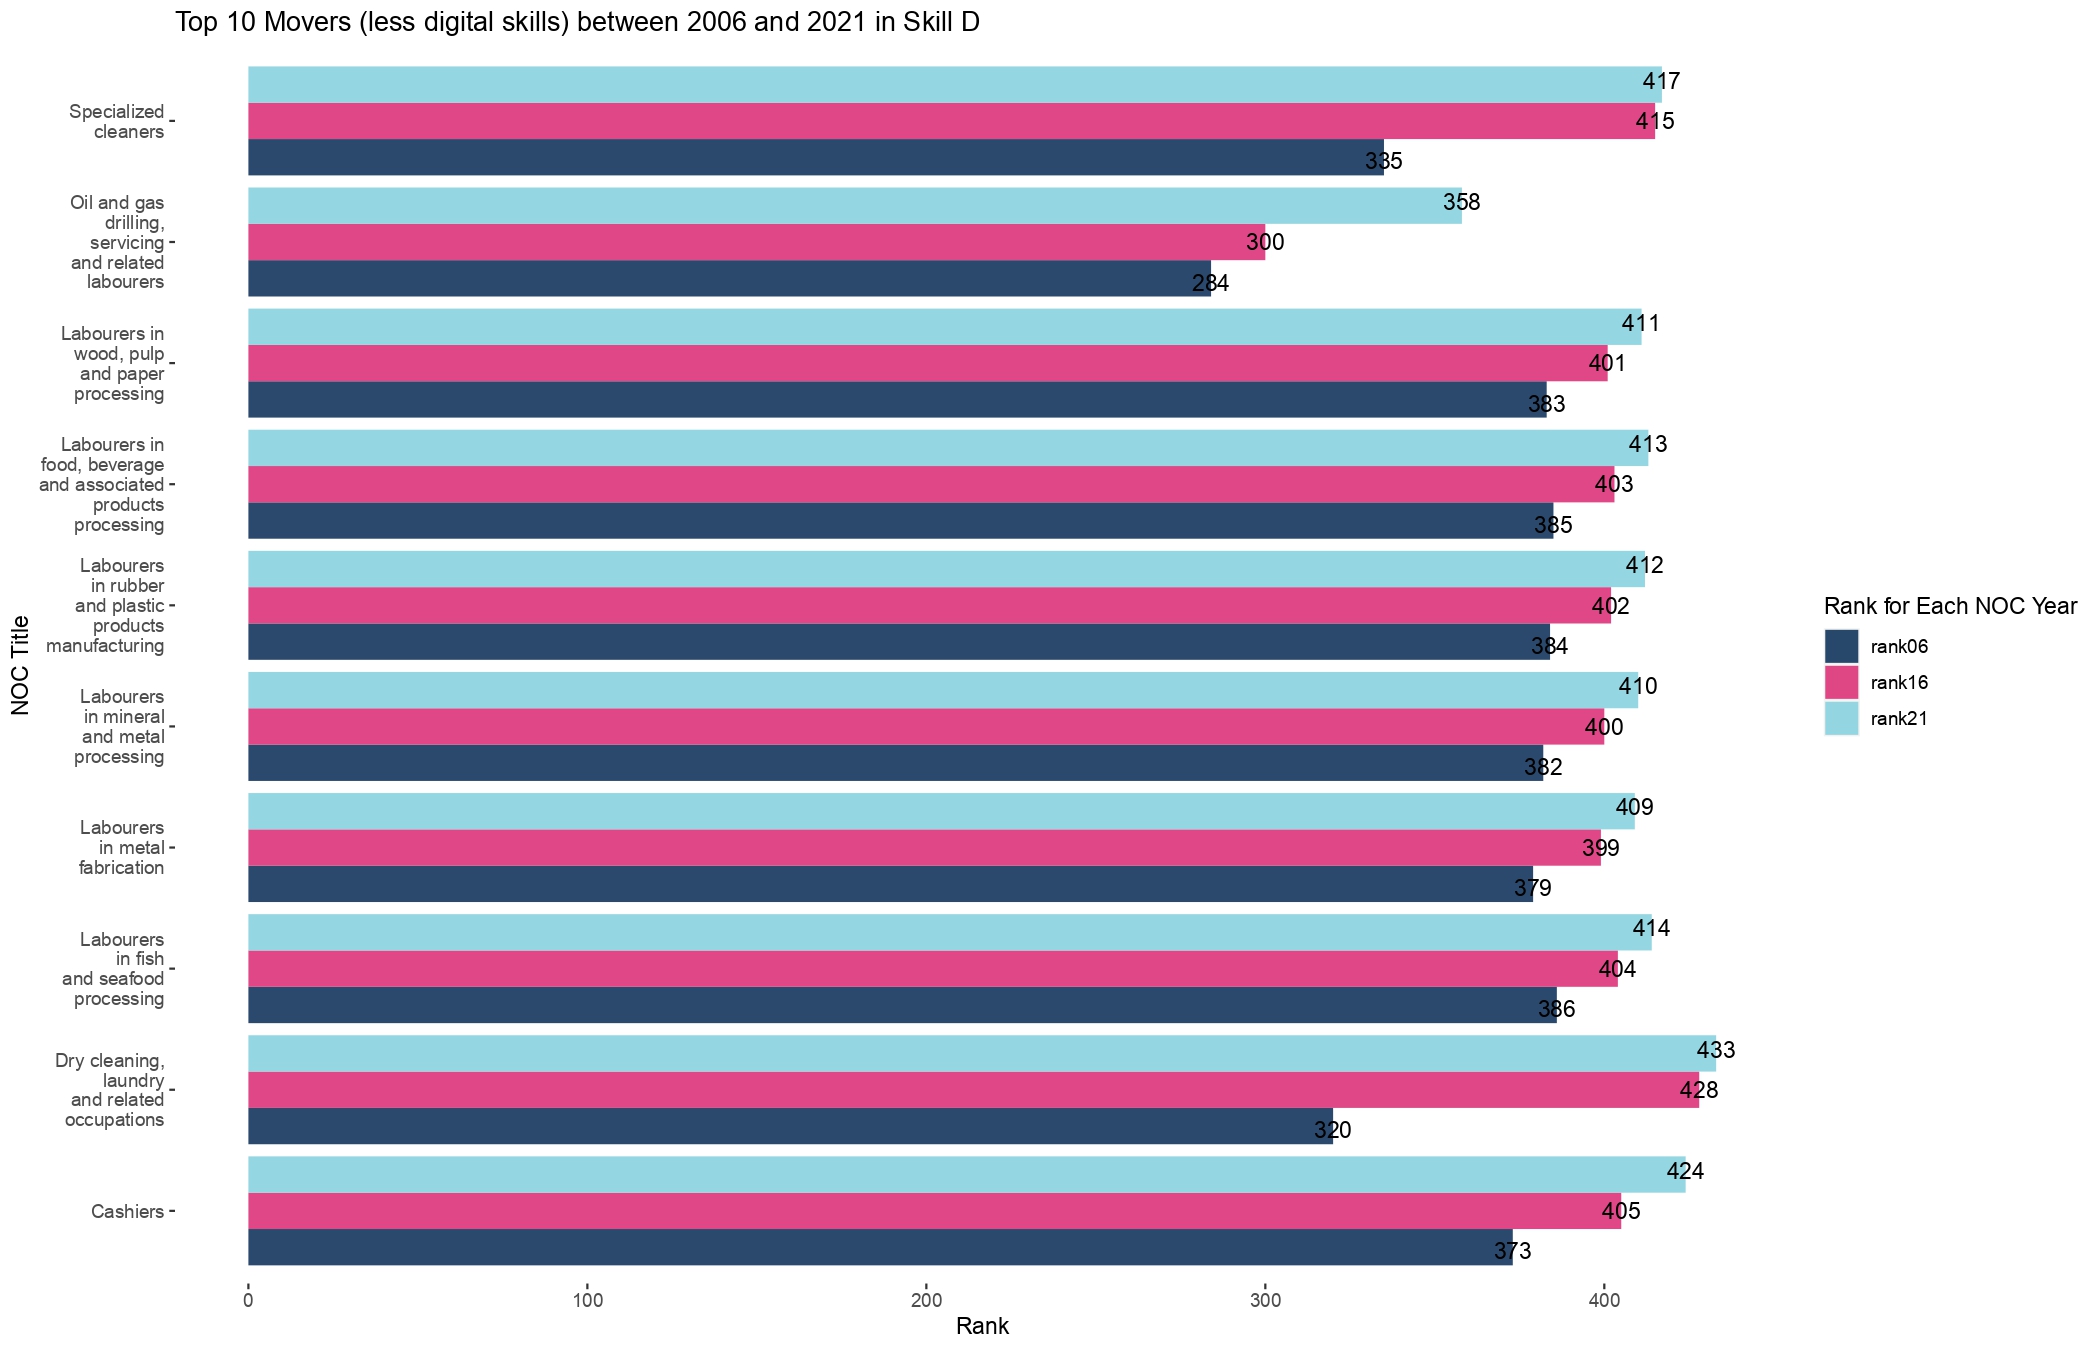 Top 10 Movers (less digital skills) between 2006 and 2021 in Skill D
NOC Title
Specialized
cleaners
417
415
335
Oil and gas
drilling,
servicing
and related
labourers
358
300
284
Labourers in
wood, pulp
and paper
processing
411
401
383
Labourers in
food, beverage
and associated
products
processing
413
403
385
Labourers
in rubber
and plastic
products
manufacturing
412
402
384
Labourers
in mineral
and metal
processing
410
400
382
Labourers
in metal
fabrication
409
399
379
Labourers
in fish
and seafood
processing
414
404
386
Dry cleaning,
laundry
and related
occupations
433
428
320
Cashiers
424
405
373
0 100 200 300 400
Rank
Rank for Each NOC Year
rank06
rank16
rank21